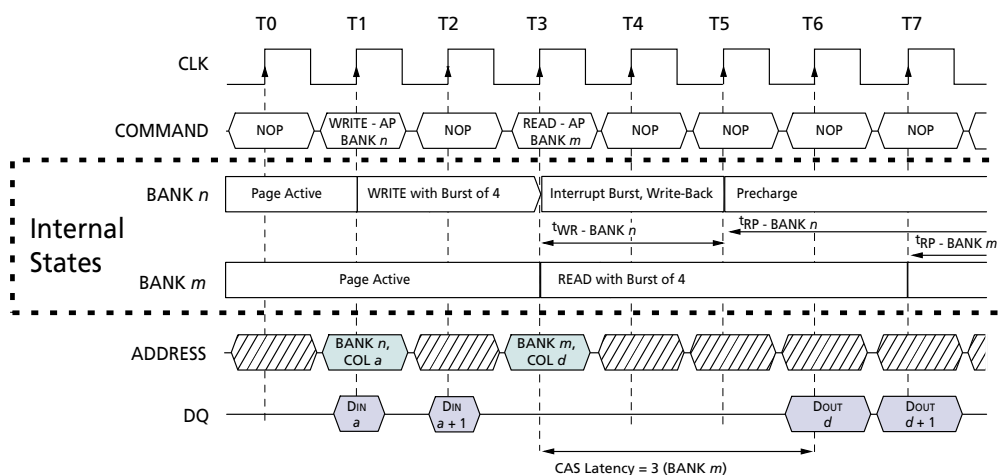 T0 T1 T2 T3 T4 T5 T6 T7
CLK
COMMAND NOP WRITE - AP BANK n NOP READ - AP BANK m NOP NOP NOP NOP
Internal States
BANK n Page Active WRITE with Burst of 4 Interrupt Burst, Write-Back Precharge
tWR - BANK n tRP - BANK n
tRP - BANK m
BANK m Page Active READ with Burst of 4
ADDRESS BANK n, COL a BANK m, COL d
DQ DIN a DIN a + 1 DOUT d DOUT d + 1
CAS Latency = 3 (BANK m)